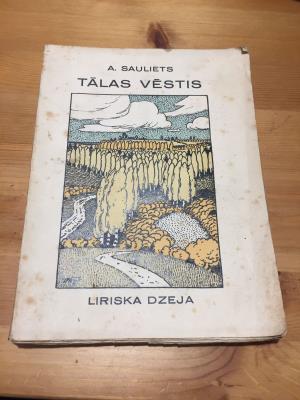 A. SAULIETS
TĀLAS VĒSTIS
LIRISKA DZEJA